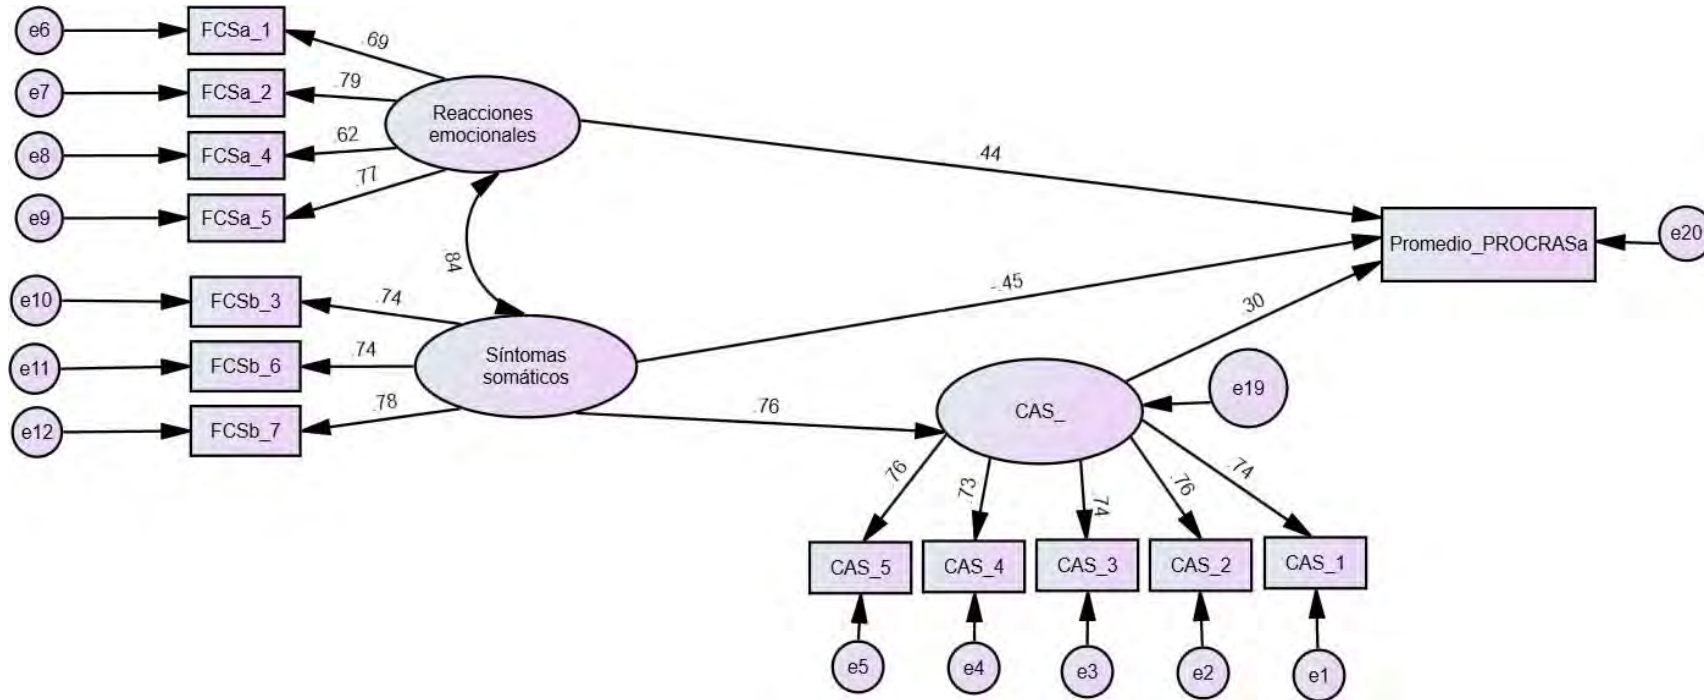 e6
FCSa_1
.69
e7
FCSa_2
.79
Reacciones
emocionales
e8
FCSa_4
.62
e9
FCSa_5
.77
.44
Promedio_PROCRASa
e20
.84
-.45
e10
FCSb_3
.74
.30
e11
FCSb_6
.74
Síntomas
somáticos
e12
FCSb_7
.78
.76
CAS_
e19
.76
.73
.74
.76
.74
CAS_5
CAS_4
CAS_3
CAS_2
CAS_1
e5
e4
e3
e2
e1